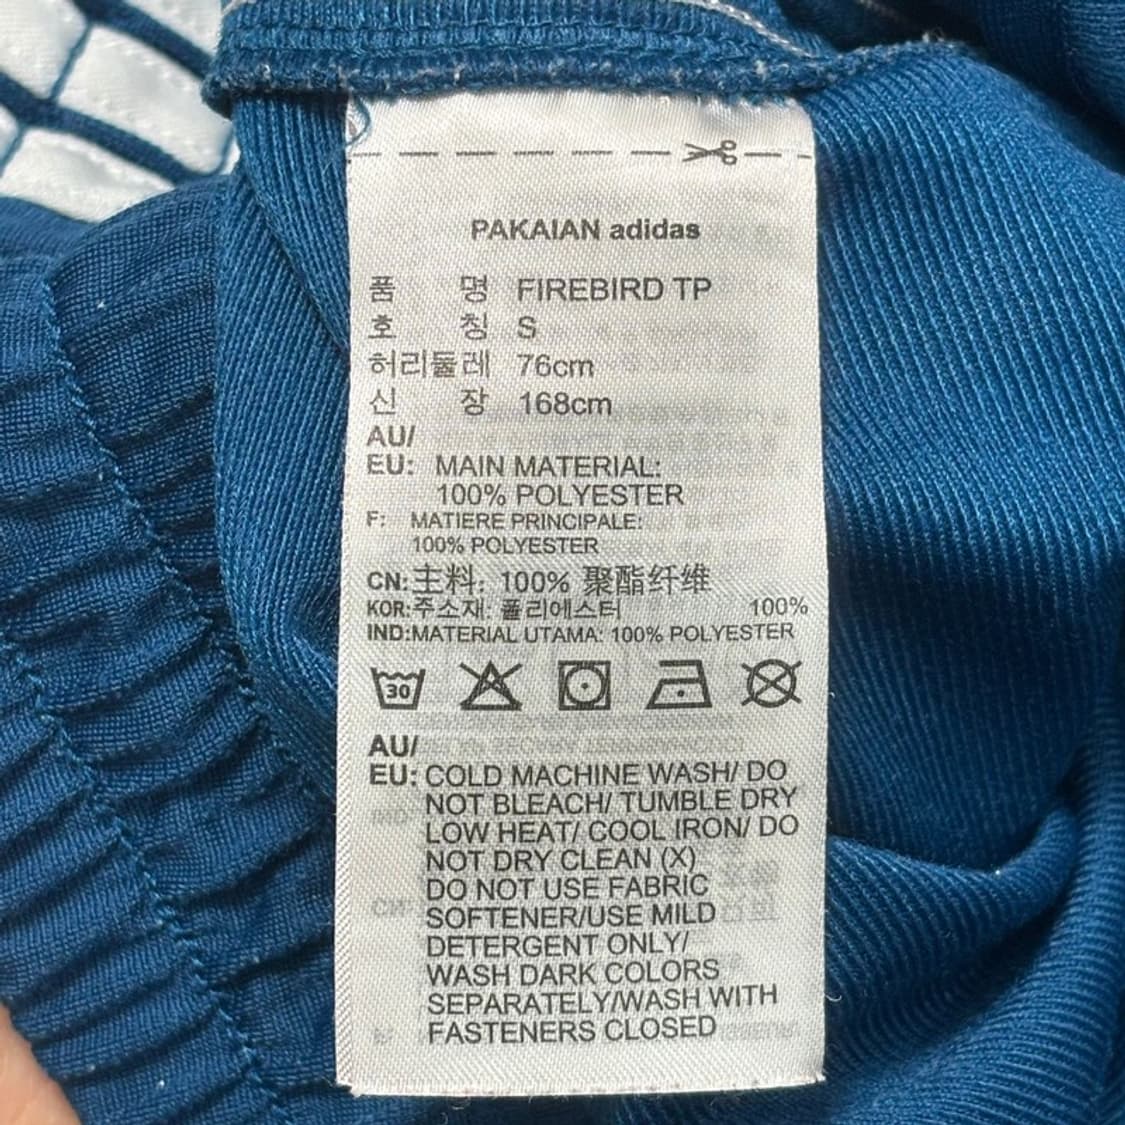 PAKAIAN adidas
품 명 FIREBIRD TP
호 칭 S
허리둘레 76cm
신 장 168cm
AU/
EU: MAIN MATERIAL:
100% POLYESTER
F: MATIERE PRINCIPALE:
100% POLYESTER
CN: 主料: 100% 聚酯纤维
KOR: 주소재: 폴리에스터 100%
IND: MATERIAL UTAMA: 100% POLYESTER
30
AU/
EU: COLD MACHINE WASH/ DO
NOT BLEACH/ TUMBLE DRY
LOW HEAT/ COOL IRON/ DO
NOT DRY CLEAN (X)
DO NOT USE FABRIC
SOFTENER/USE MILD
DETERGENT ONLY/
WASH DARK COLORS
SEPARATELY/WASH WITH
FASTENERS CLOSED